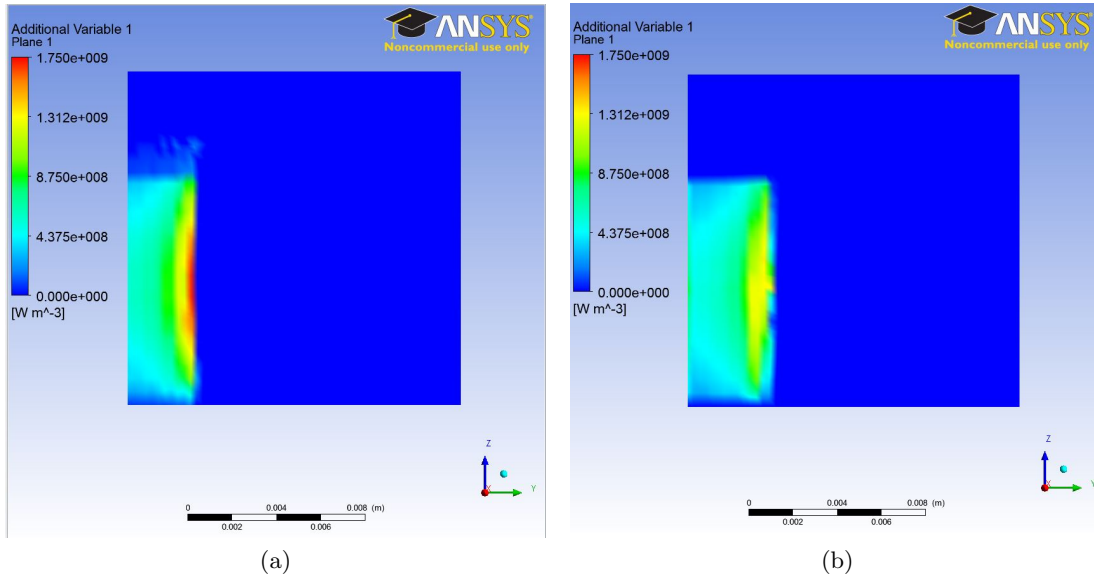 Additional Variable 1
Plane 1
1.750e+009
1.312e+009
8.750e+008
4.375e+008
0.000e+000
[W m^-3]
ANSYS®
Noncommercial use only
Z
X
Y
0 0.004 0.008 (m)
0.002 0.006
(a)
Additional Variable 1
Plane 1
1.750e+009
1.312e+009
8.750e+008
4.375e+008
0.000e+000
[W m^-3]
ANSYS®
Noncommercial use only
Z
X
Y
0 0.004 0.008 (m)
0.002 0.006
(b)